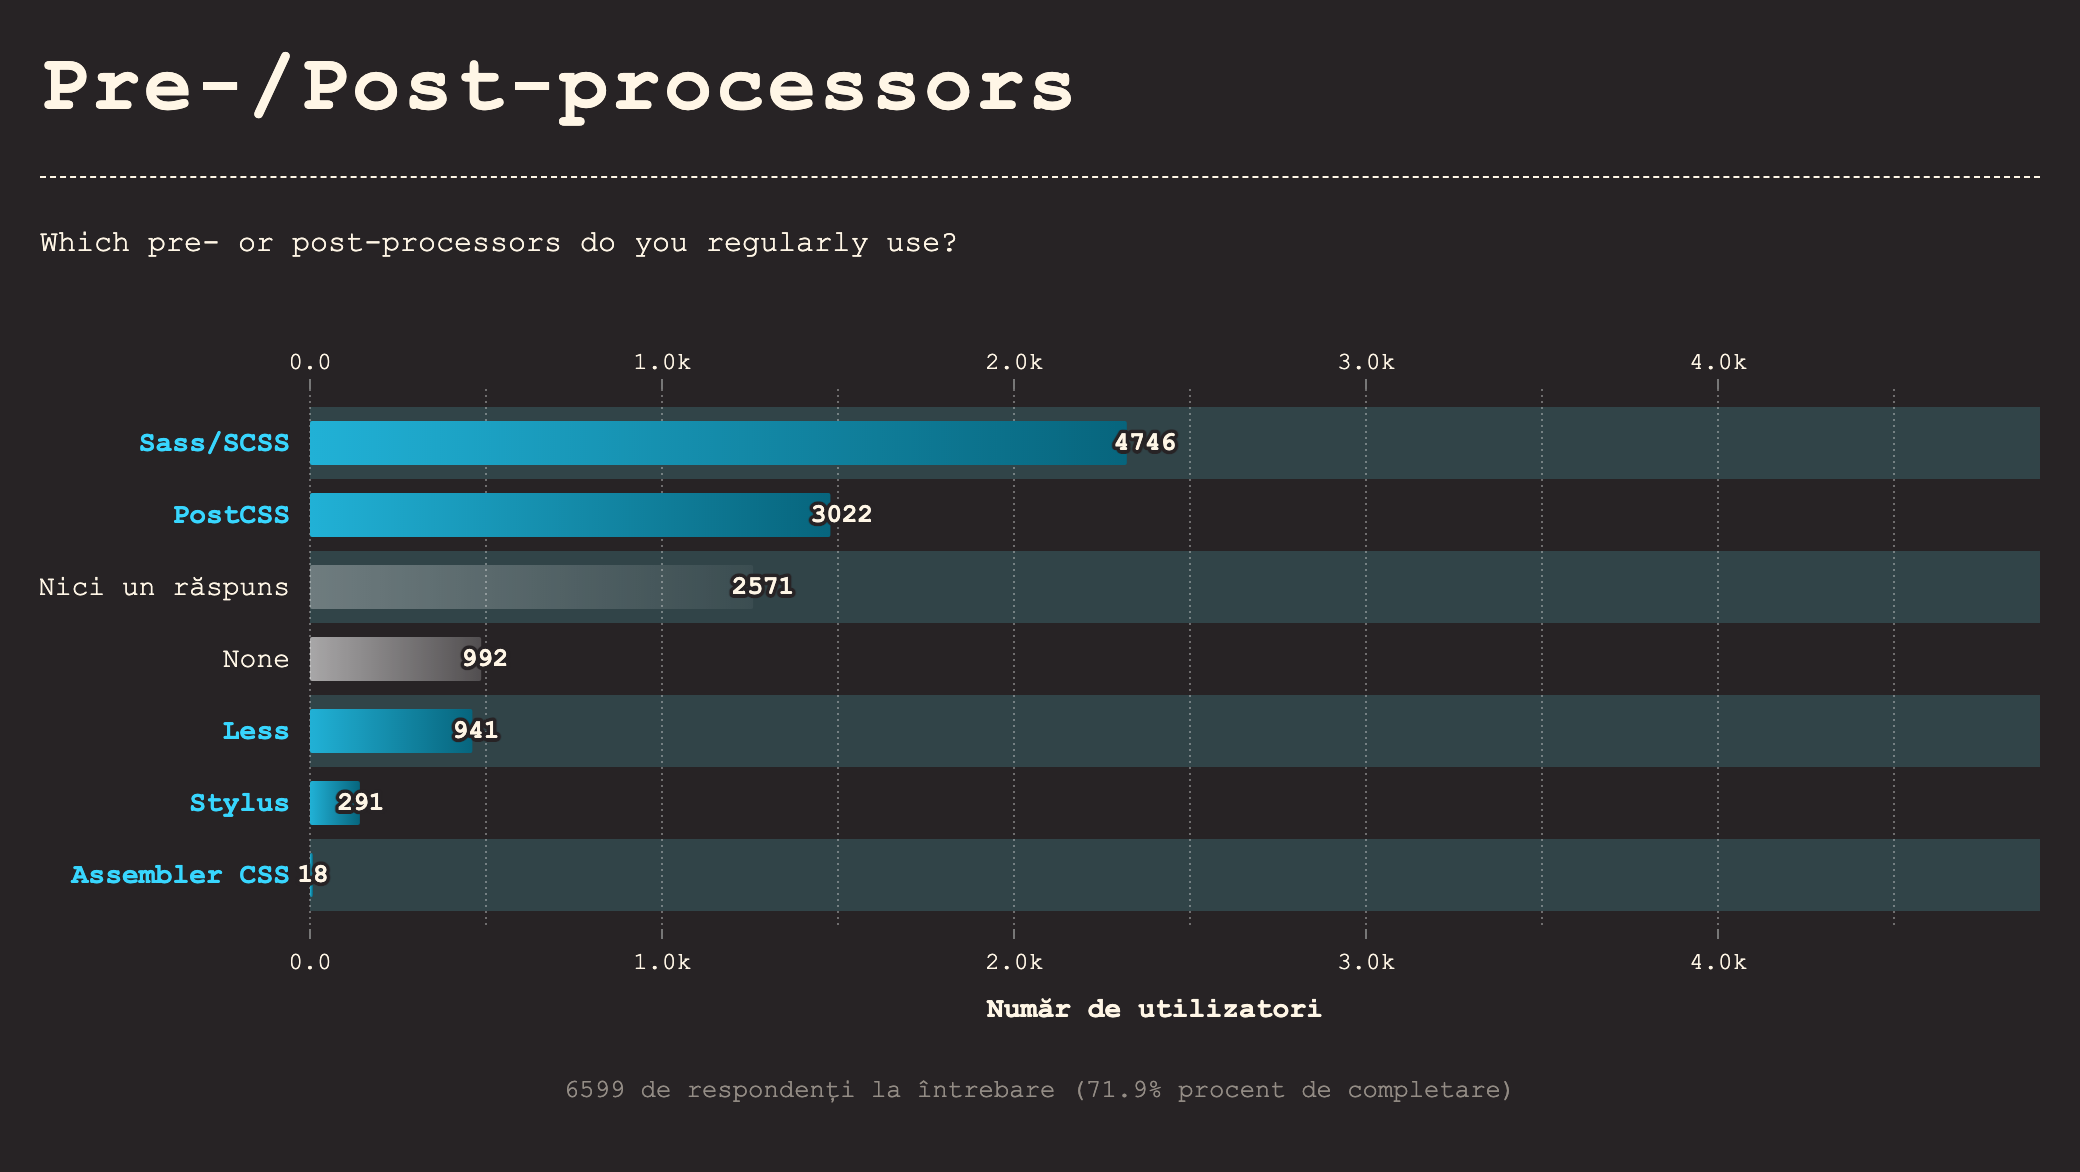 Pre-/Post-processors
Which pre- or post-processors do you regularly use?
0.0 1.0k 2.0k 3.0k 4.0k
Sass/SCSS 4746
PostCSS 3022
Nici un răspuns 2571
None 992
Less 941
Stylus 291
Assembler CSS 18
0.0 1.0k 2.0k 3.0k 4.0k
Număr de utilizatori
6599 de respondenți la întrebare (71.9% procent de completare)